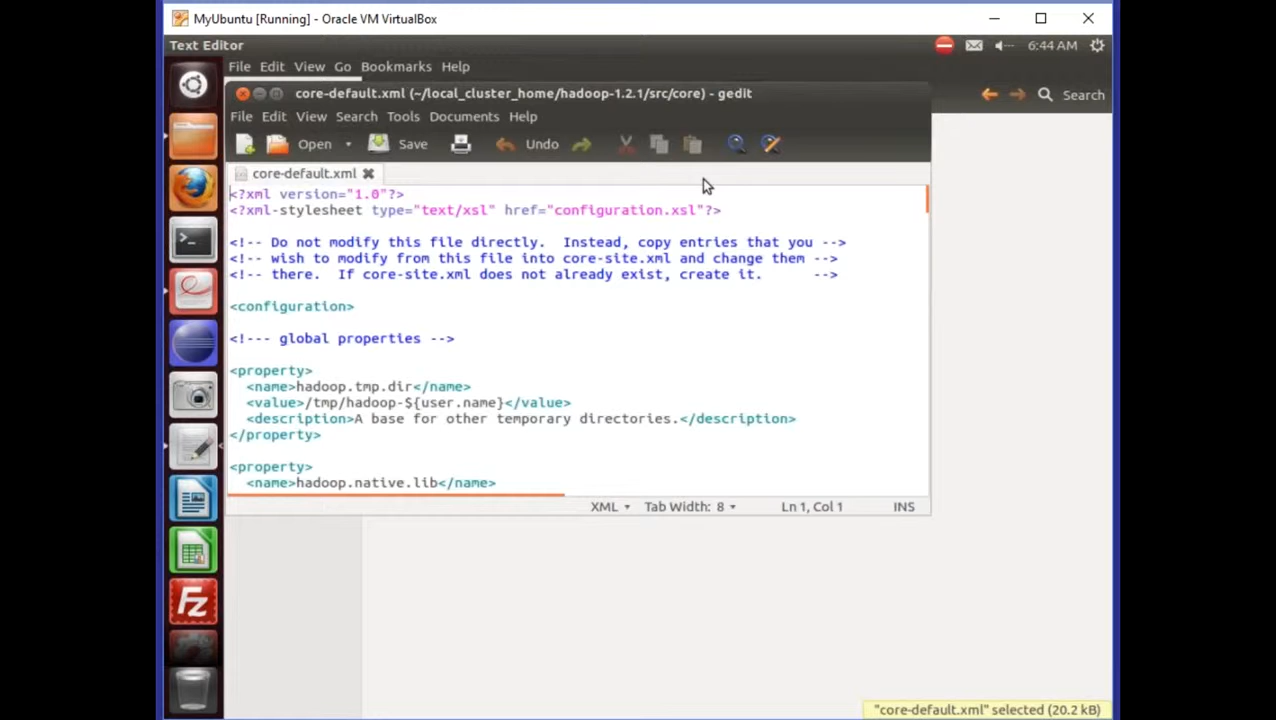 MyUbuntu [Running] - Oracle VM VirtualBox
Text Editor
6:44 AM
File Edit View Go Bookmarks Help
core-default.xml (~/local_cluster_home/hadoop-1.2.1/src/core) - gedit
Search
File Edit View Search Tools Documents Help
Open Save Undo
core-default.xml
<?xml version="1.0"?>
<?xml-stylesheet type="text/xsl" href="configuration.xsl"?>
<!-- Do not modify this file directly.  Instead, copy entries that you -->
<!-- wish to modify from this file into core-site.xml and change them -->
<!-- there.  If core-site.xml does not already exist, create it.      -->
<configuration>
<!--- global properties -->
<property>
  <name>hadoop.tmp.dir</name>
  <value>/tmp/hadoop-${user.name}</value>
  <description>A base for other temporary directories.</description>
</property>
<property>
  <name>hadoop.native.lib</name>
XML Tab Width: 8 Ln 1, Col 1 INS
Fz
"core-default.xml" selected (20.2 kB)